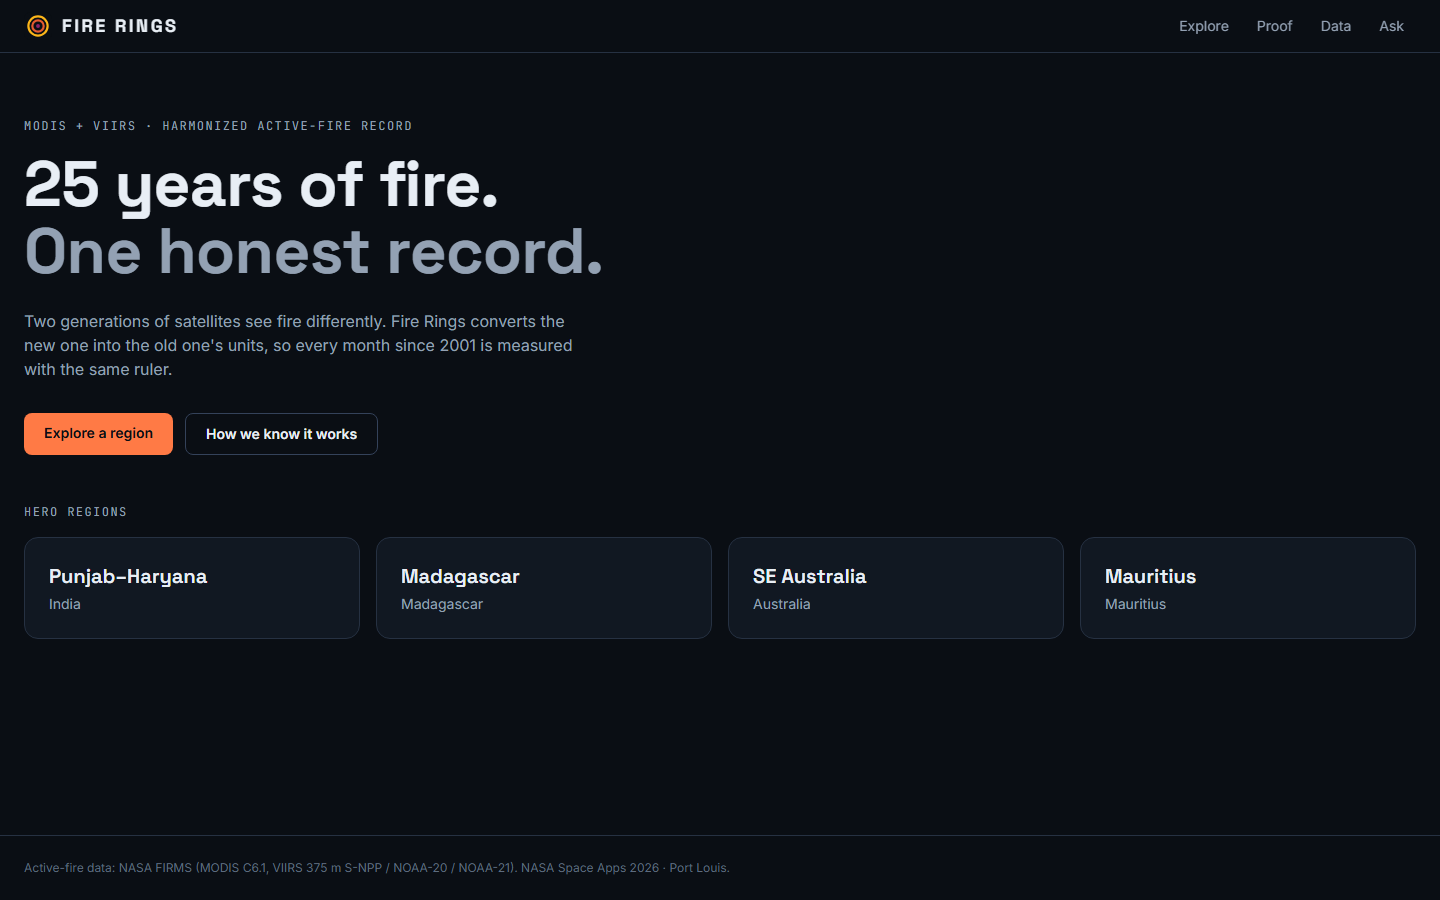 FIRE RINGS
Explore
Proof
Data
Ask
MODIS + VIIRS · HARMONIZED ACTIVE-FIRE RECORD
25 years of fire.
One honest record.
Two generations of satellites see fire differently. Fire Rings converts the
new one into the old one's units, so every month since 2001 is measured
with the same ruler.
Explore a region
How we know it works
HERO REGIONS
Punjab–Haryana
India
Madagascar
Madagascar
SE Australia
Australia
Mauritius
Mauritius
Active-fire data: NASA FIRMS (MODIS C6.1, VIIRS 375 m S-NPP / NOAA-20 / NOAA-21). NASA Space Apps 2026 · Port Louis.